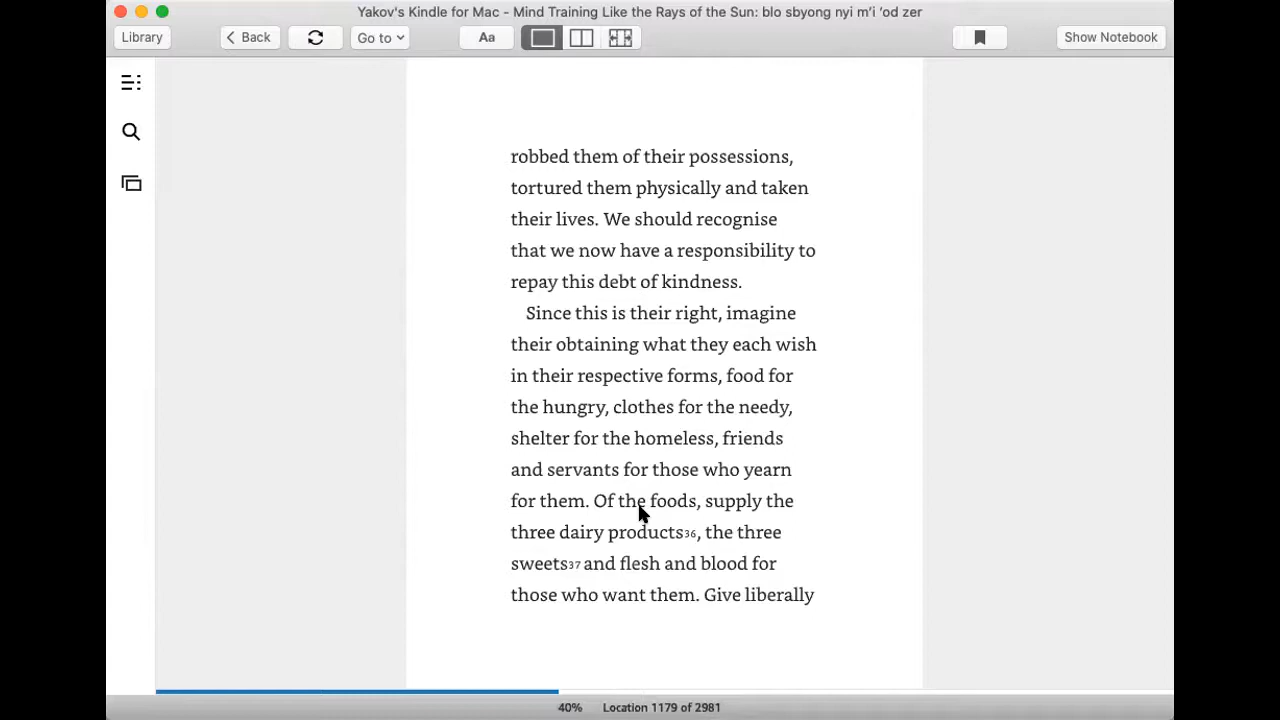 Yakov's Kindle for Mac - Mind Training Like the Rays of the Sun: blo sbyong nyi m'i 'od zer
Library
Back
Go to
Aa
Show Notebook
robbed them of their possessions,
tortured them physically and taken
their lives. We should recognise
that we now have a responsibility to
repay this debt of kindness.
Since this is their right, imagine
their obtaining what they each wish
in their respective forms, food for
the hungry, clothes for the needy,
shelter for the homeless, friends
and servants for those who yearn
for them. Of the foods, supply the
three dairy products36, the three
sweets37 and flesh and blood for
those who want them. Give liberally
40% Location 1179 of 2981